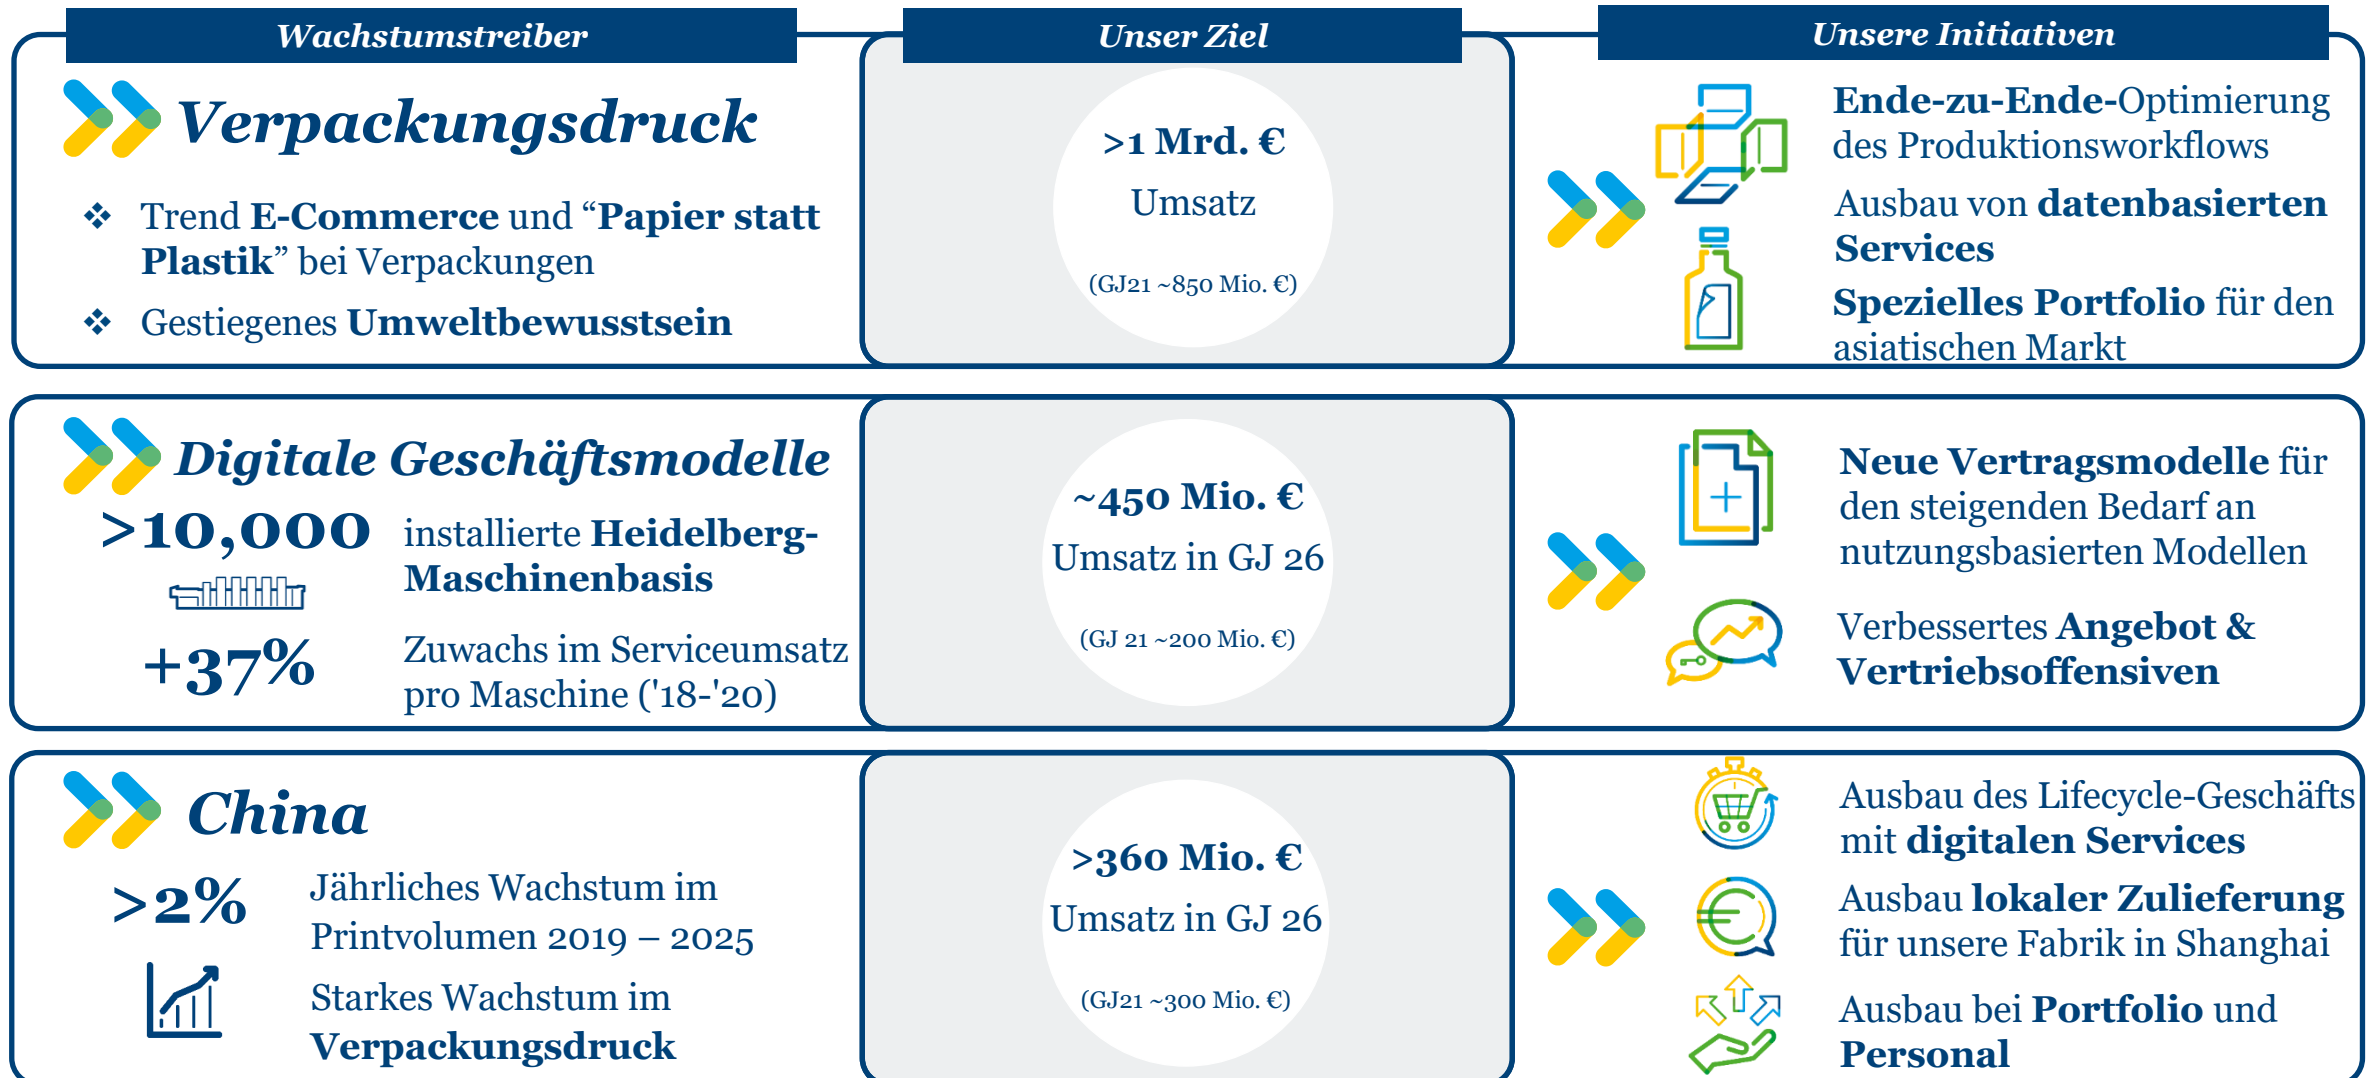 Wachstumstreiber
Unser Ziel
Unsere Initiativen
Verpackungsdruck
❖ Trend E-Commerce und “Papier statt
Plastik” bei Verpackungen
❖ Gestiegenes Umweltbewusstsein
>1 Mrd. €
Umsatz
(GJ21 ~850 Mio. €)
Ende-zu-Ende-Optimierung
des Produktionsworkflows
Ausbau von datenbasierten
Services
Spezielles Portfolio für den
asiatischen Markt
Digitale Geschäftsmodelle
>10,000
installierte Heidelberg-
Maschinenbasis
+37%
Zuwachs im Serviceumsatz
pro Maschine ('18-'20)
~450 Mio. €
Umsatz in GJ 26
(GJ 21 ~200 Mio. €)
Neue Vertragsmodelle für
den steigenden Bedarf an
nutzungsbasierten Modellen
Verbessertes Angebot &
Vertriebsoffensiven
China
>2%
Jährliches Wachstum im
Printvolumen 2019 – 2025
Starkes Wachstum im
Verpackungsdruck
>360 Mio. €
Umsatz in GJ 26
(GJ21 ~300 Mio. €)
Ausbau des Lifecycle-Geschäfts
mit digitalen Services
Ausbau lokaler Zulieferung
für unsere Fabrik in Shanghai
Ausbau bei Portfolio und
Personal